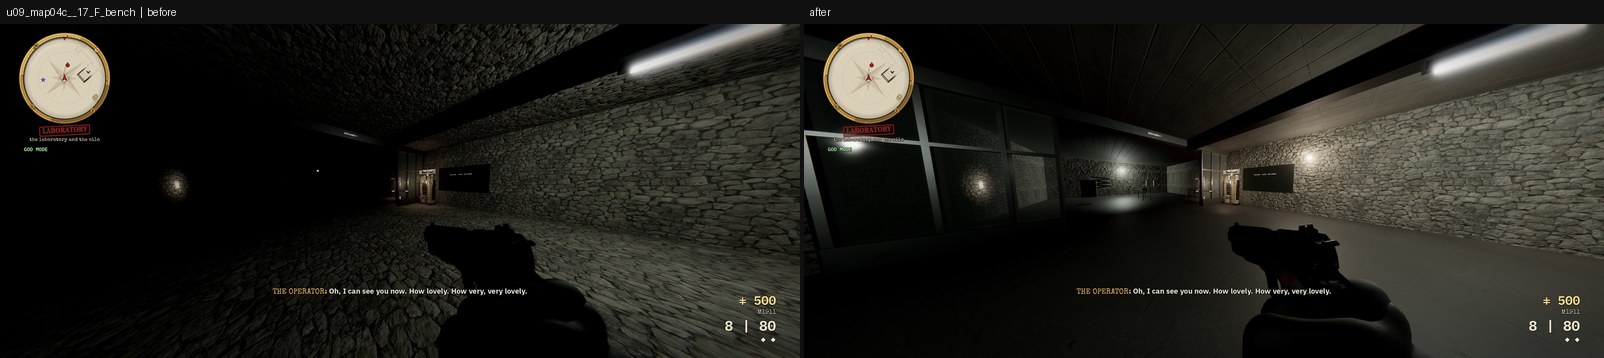 u09_map04c__17_F_bench | before
after
LABORATORY
the laboratory and the silo
GOD MODE
THE OPERATOR: Oh, I can see you now. How lovely. How very, very lovely.
500
M1911
8 | 80
LABORATORY
GOD MODE
THE OPERATOR: Oh, I can see you now. How lovely. How very, very lovely.
500
M1911
8 | 80